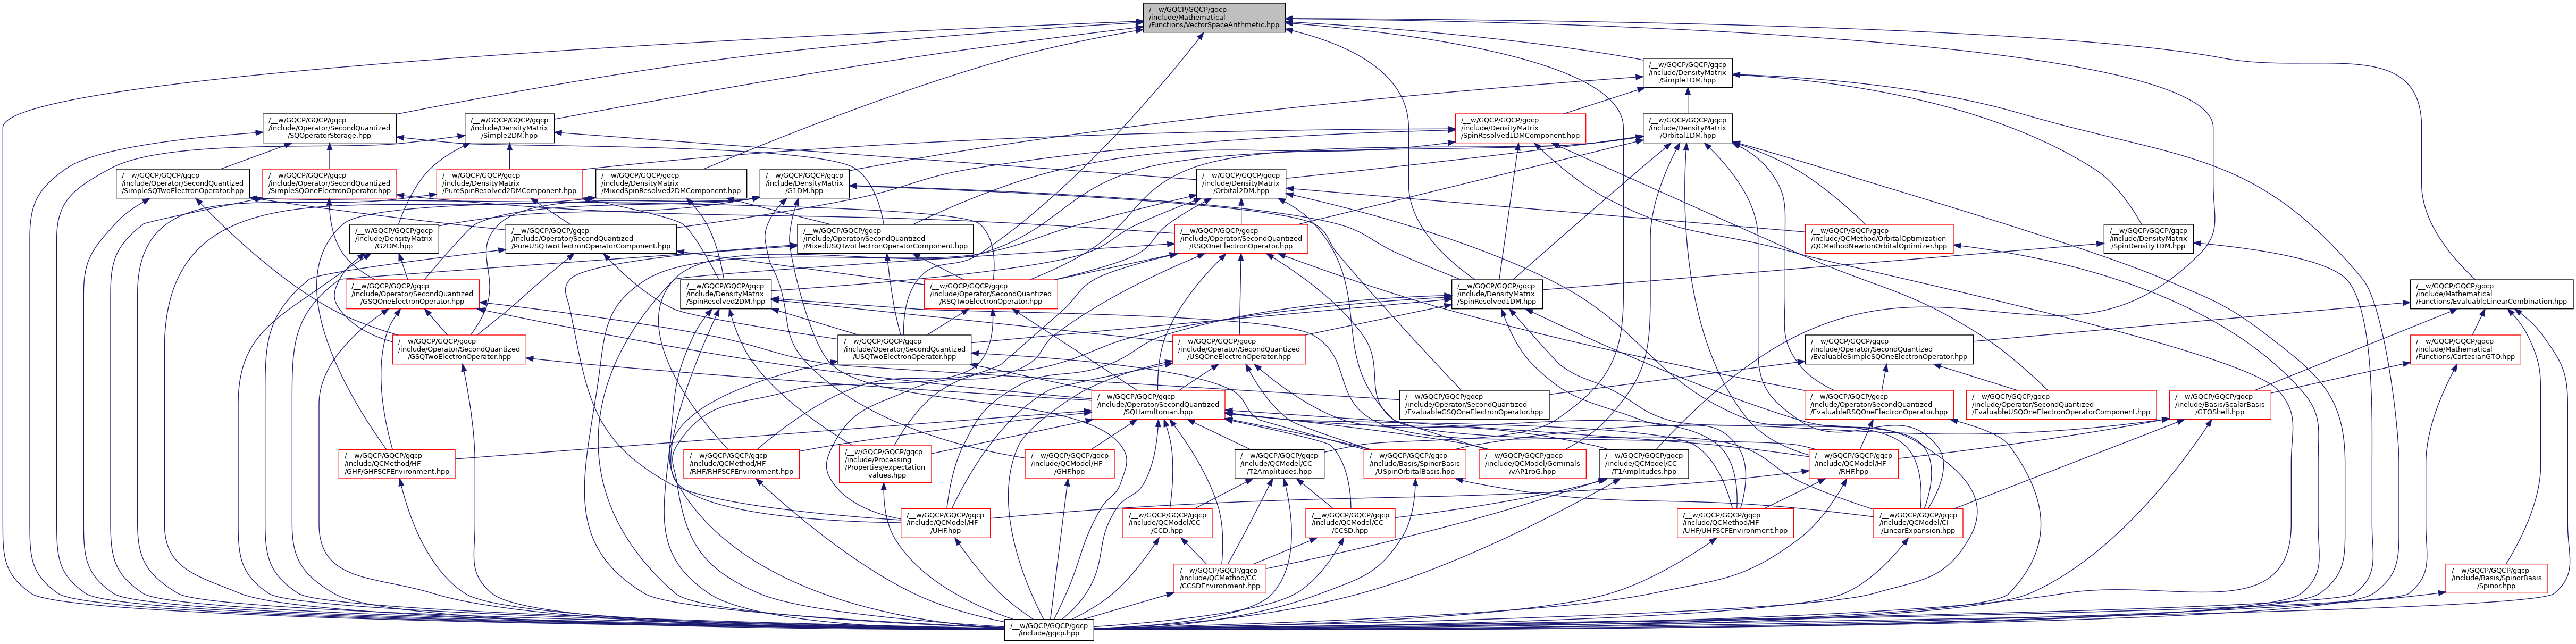 /__w/GQCP/GQCP/gqcp
/include/Mathematical
/Functions/VectorSpaceArithmetic.hpp
/__w/GQCP/GQCP/gqcp
/include/DensityMatrix
/Simple1DM.hpp
/__w/GQCP/GQCP/gqcp
/include/Operator/SecondQuantized
/SQOperatorStorage.hpp
/__w/GQCP/GQCP/gqcp
/include/DensityMatrix
/Simple2DM.hpp
/__w/GQCP/GQCP/gqcp
/include/DensityMatrix
/SpinResolved1DMComponent.hpp
/__w/GQCP/GQCP/gqcp
/include/DensityMatrix
/Orbital1DM.hpp
/__w/GQCP/GQCP/gqcp
/include/Operator/SecondQuantized
/SimpleSQTwoElectronOperator.hpp
/__w/GQCP/GQCP/gqcp
/include/Operator/SecondQuantized
/SimpleSQOneElectronOperator.hpp
/__w/GQCP/GQCP/gqcp
/include/DensityMatrix
/PureSpinResolved2DMComponent.hpp
/__w/GQCP/GQCP/gqcp
/include/DensityMatrix
/MixedSpinResolved2DMComponent.hpp
/__w/GQCP/GQCP/gqcp
/include/DensityMatrix
/G1DM.hpp
/__w/GQCP/GQCP/gqcp
/include/DensityMatrix
/Orbital2DM.hpp
/__w/GQCP/GQCP/gqcp
/include/DensityMatrix
/G2DM.hpp
/__w/GQCP/GQCP/gqcp
/include/Operator/SecondQuantized
/PureUSQTwoElectronOperatorComponent.hpp
/__w/GQCP/GQCP/gqcp
/include/Operator/SecondQuantized
/MixedUSQTwoElectronOperatorComponent.hpp
/__w/GQCP/GQCP/gqcp
/include/Operator/SecondQuantized
/RSQOneElectronOperator.hpp
/__w/GQCP/GQCP/gqcp
/include/QCMethod/OrbitalOptimization
/QCMethodNewtonOrbitalOptimizer.hpp
/__w/GQCP/GQCP/gqcp
/include/DensityMatrix
/SpinDensity1DM.hpp
/__w/GQCP/GQCP/gqcp
/include/Operator/SecondQuantized
/GSQOneElectronOperator.hpp
/__w/GQCP/GQCP/gqcp
/include/DensityMatrix
/SpinResolved2DM.hpp
/__w/GQCP/GQCP/gqcp
/include/Operator/SecondQuantized
/RSQTwoElectronOperator.hpp
/__w/GQCP/GQCP/gqcp
/include/DensityMatrix
/SpinResolved1DM.hpp
/__w/GQCP/GQCP/gqcp
/include/Mathematical
/Functions/EvaluableLinearCombination.hpp
/__w/GQCP/GQCP/gqcp
/include/Operator/SecondQuantized
/GSQTwoElectronOperator.hpp
/__w/GQCP/GQCP/gqcp
/include/Operator/SecondQuantized
/USQTwoElectronOperator.hpp
/__w/GQCP/GQCP/gqcp
/include/Operator/SecondQuantized
/USQOneElectronOperator.hpp
/__w/GQCP/GQCP/gqcp
/include/Operator/SecondQuantized
/EvaluableSimpleSQOneElectronOperator.hpp
/__w/GQCP/GQCP/gqcp
/include/Mathematical
/Functions/CartesianGTO.hpp
/__w/GQCP/GQCP/gqcp
/include/Operator/SecondQuantized
/SQHamiltonian.hpp
/__w/GQCP/GQCP/gqcp
/include/Operator/SecondQuantized
/EvaluableGSQOneElectronOperator.hpp
/__w/GQCP/GQCP/gqcp
/include/Operator/SecondQuantized
/EvaluableRSQOneElectronOperator.hpp
/__w/GQCP/GQCP/gqcp
/include/Operator/SecondQuantized
/EvaluableUSQOneElectronOperatorComponent.hpp
/__w/GQCP/GQCP/gqcp
/include/Basis/ScalarBasis
/GTOShell.hpp
/__w/GQCP/GQCP/gqcp
/include/QCMethod/HF
/GHF/GHFSCFEnvironment.hpp
/__w/GQCP/GQCP/gqcp
/include/QCMethod/HF
/RHF/RHFSCFEnvironment.hpp
/__w/GQCP/GQCP/gqcp
/include/Processing
/Properties/expectation
_values.hpp
/__w/GQCP/GQCP/gqcp
/include/QCModel/HF
/GHF.hpp
/__w/GQCP/GQCP/gqcp
/include/QCModel/CC
/T2Amplitudes.hpp
/__w/GQCP/GQCP/gqcp
/include/Basis/SpinorBasis
/USpinOrbitalBasis.hpp
/__w/GQCP/GQCP/gqcp
/include/QCModel/Geminals
/vAP1roG.hpp
/__w/GQCP/GQCP/gqcp
/include/QCModel/CC
/T1Amplitudes.hpp
/__w/GQCP/GQCP/gqcp
/include/QCModel/HF
/RHF.hpp
/__w/GQCP/GQCP/gqcp
/include/QCModel/HF
/UHF.hpp
/__w/GQCP/GQCP/gqcp
/include/QCModel/CC
/CCD.hpp
/__w/GQCP/GQCP/gqcp
/include/QCModel/CC
/CCSD.hpp
/__w/GQCP/GQCP/gqcp
/include/QCMethod/HF
/UHF/UHFSCFEnvironment.hpp
/__w/GQCP/GQCP/gqcp
/include/QCModel/CI
/LinearExpansion.hpp
/__w/GQCP/GQCP/gqcp
/include/QCMethod/CC
/CCSDEnvironment.hpp
/__w/GQCP/GQCP/gqcp
/include/Basis/SpinorBasis
/Spinor.hpp
/__w/GQCP/GQCP/gqcp
/include/gqcp.hpp